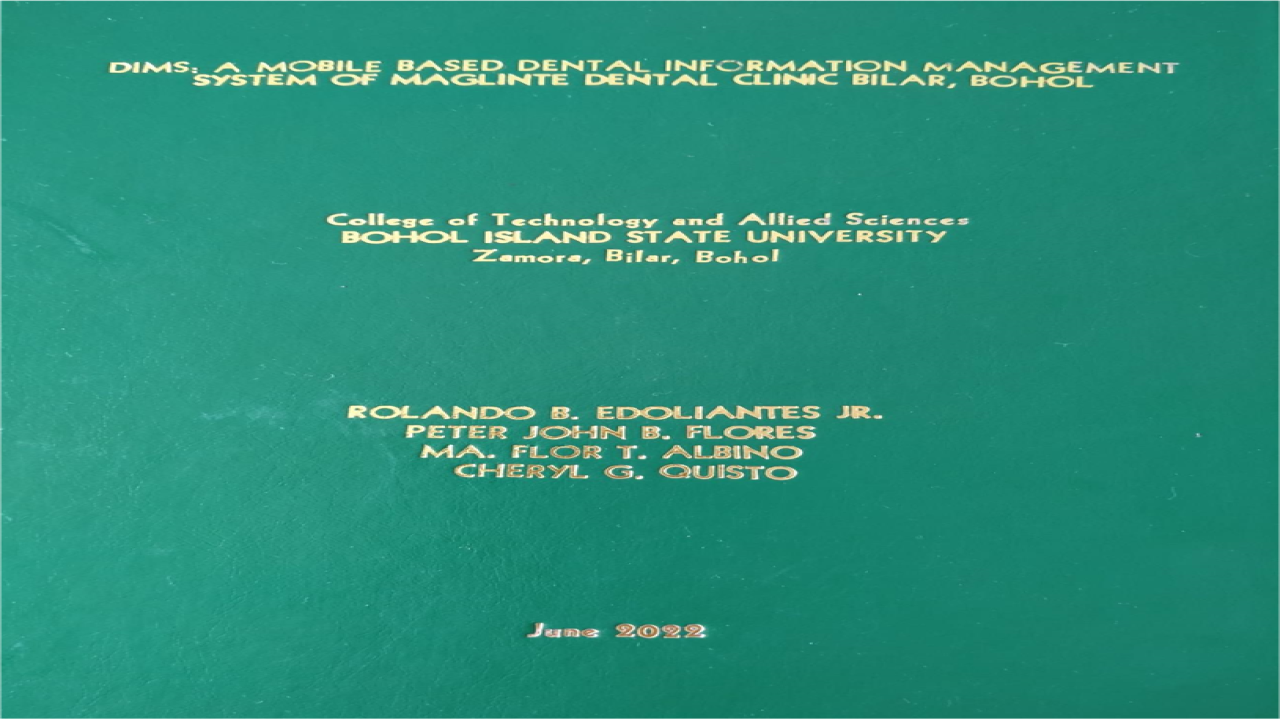 DIMS: A MOBILE BASED DENTAL INFORMATION MANAGEMENT
SYSTEM OF MAGLINTE DENTAL CLINIC BILAR, BOHOL
College of Technology and Allied Sciences
BOHOL ISLAND STATE UNIVERSITY
Zamora, Bilar, Bohol
ROLANDO B. EDOLIANTES JR.
PETER JOHN B. FLORES
MA. FLOR T. ALBINO
CHERYL G. QUISTO
June 2022